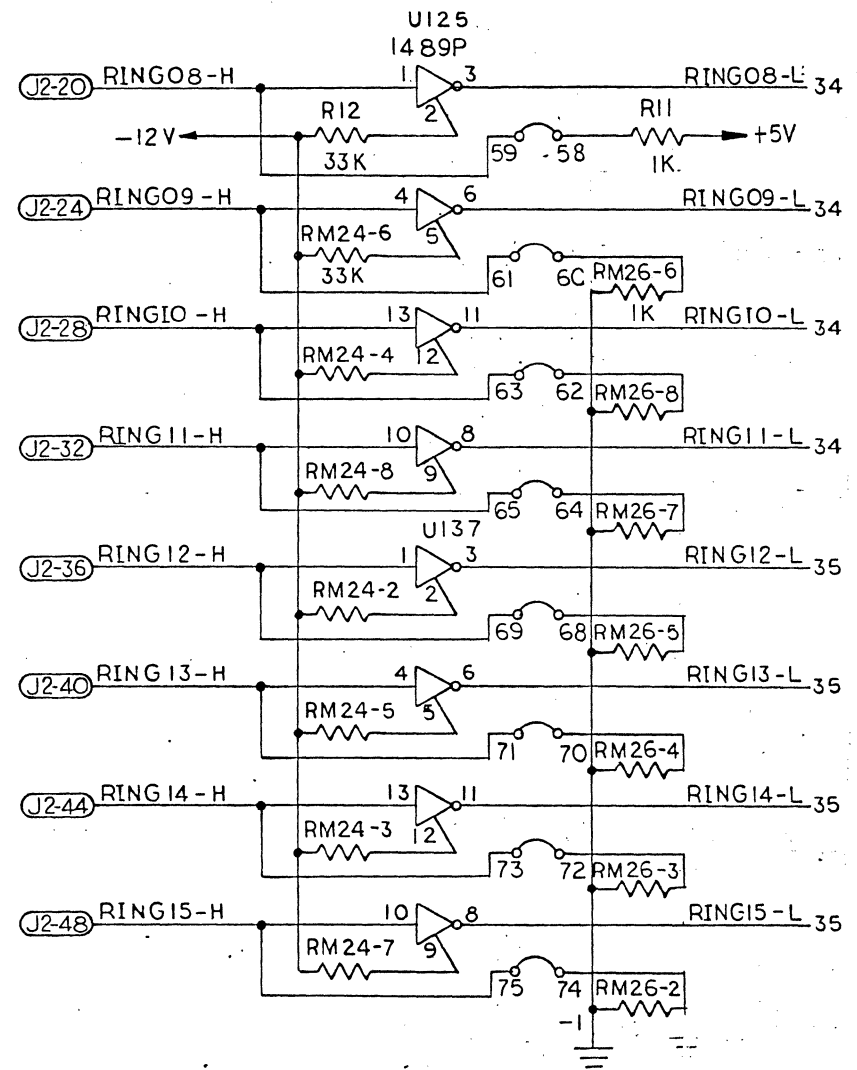 U125
1489P
J2-20 RING08-H 1 3 2 RING08-L 34
-12V R12 33K 59 58 R11 1K +5V
J2-24 RING09-H 4 6 5 RING09-L 34
RM24-6 33K 61 60 RM26-6 1K
J2-28 RING10-H 13 11 12 RING10-L 34
RM24-4 63 62 RM26-8
J2-32 RING11-H 10 8 9 RING11-L 34
RM24-8 65 64 RM26-7
U137
J2-36 RING12-H 1 3 2 RING12-L 35
RM24-2 69 68 RM26-5
J2-40 RING13-H 4 6 5 RING13-L 35
RM24-5 71 70 RM26-4
J2-44 RING14-H 13 11 12 RING14-L 35
RM24-3 73 72 RM26-3
J2-48 RING15-H 10 8 9 RING15-L 35
RM24-7 75 74 RM26-2
-1